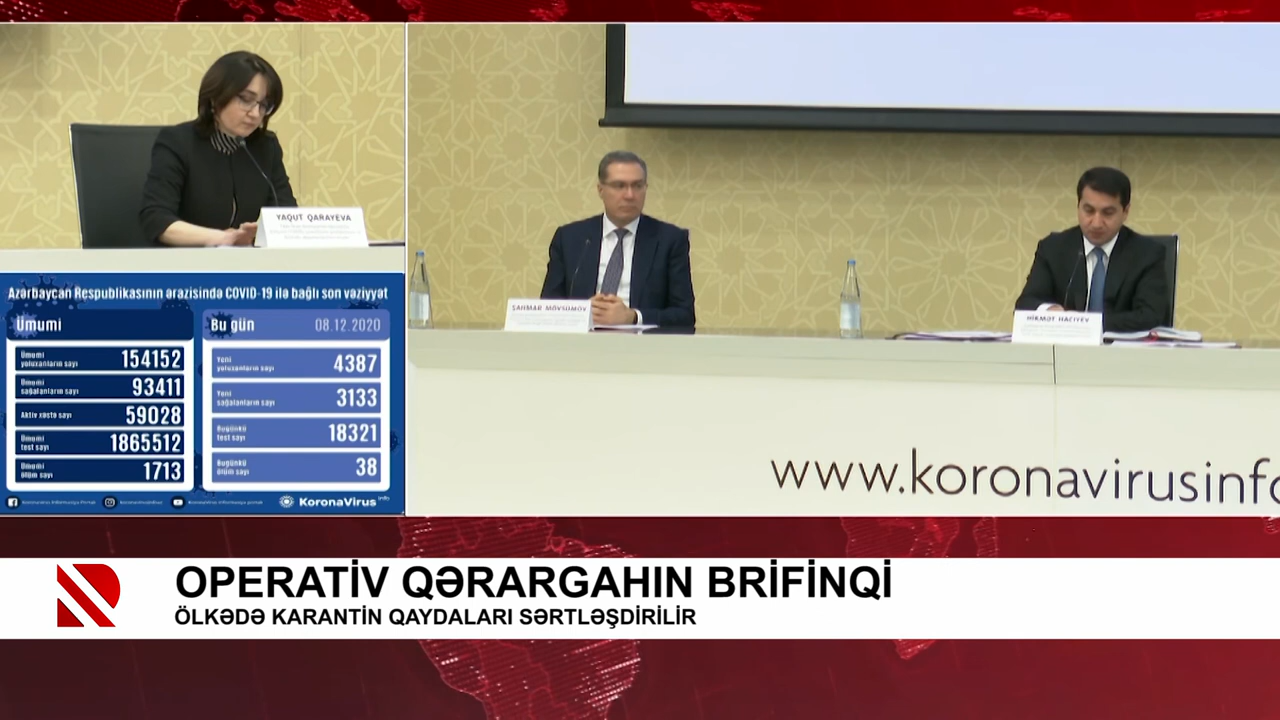 YAQUT QARAYEVA
ŞAHMAR MÖVSÜMOV
HİKMƏT HACIYEV
www.koronavirusinfo
Azərbaycan Respublikasının ərazisində COVID-19 ilə bağlı son vəziyyət
Ümumi
Ümumi yoluxanların sayı 154152
Ümumi sağalanların sayı 93411
Aktiv xəstə sayı 59028
Ümumi test sayı 1865512
Ümumi ölüm sayı 1713
Bu gün 08.12.2020
Yeni yoluxanların sayı 4387
Yeni sağalanların sayı 3133
Bugünkü test sayı 18321
Bugünkü ölüm sayı 38
KoronaVirus
OPERATİV QƏRARGAHIN BRİFİNQİ
ÖLKƏDƏ KARANTİN QAYDALARI SƏRTLƏŞDİRİLİR